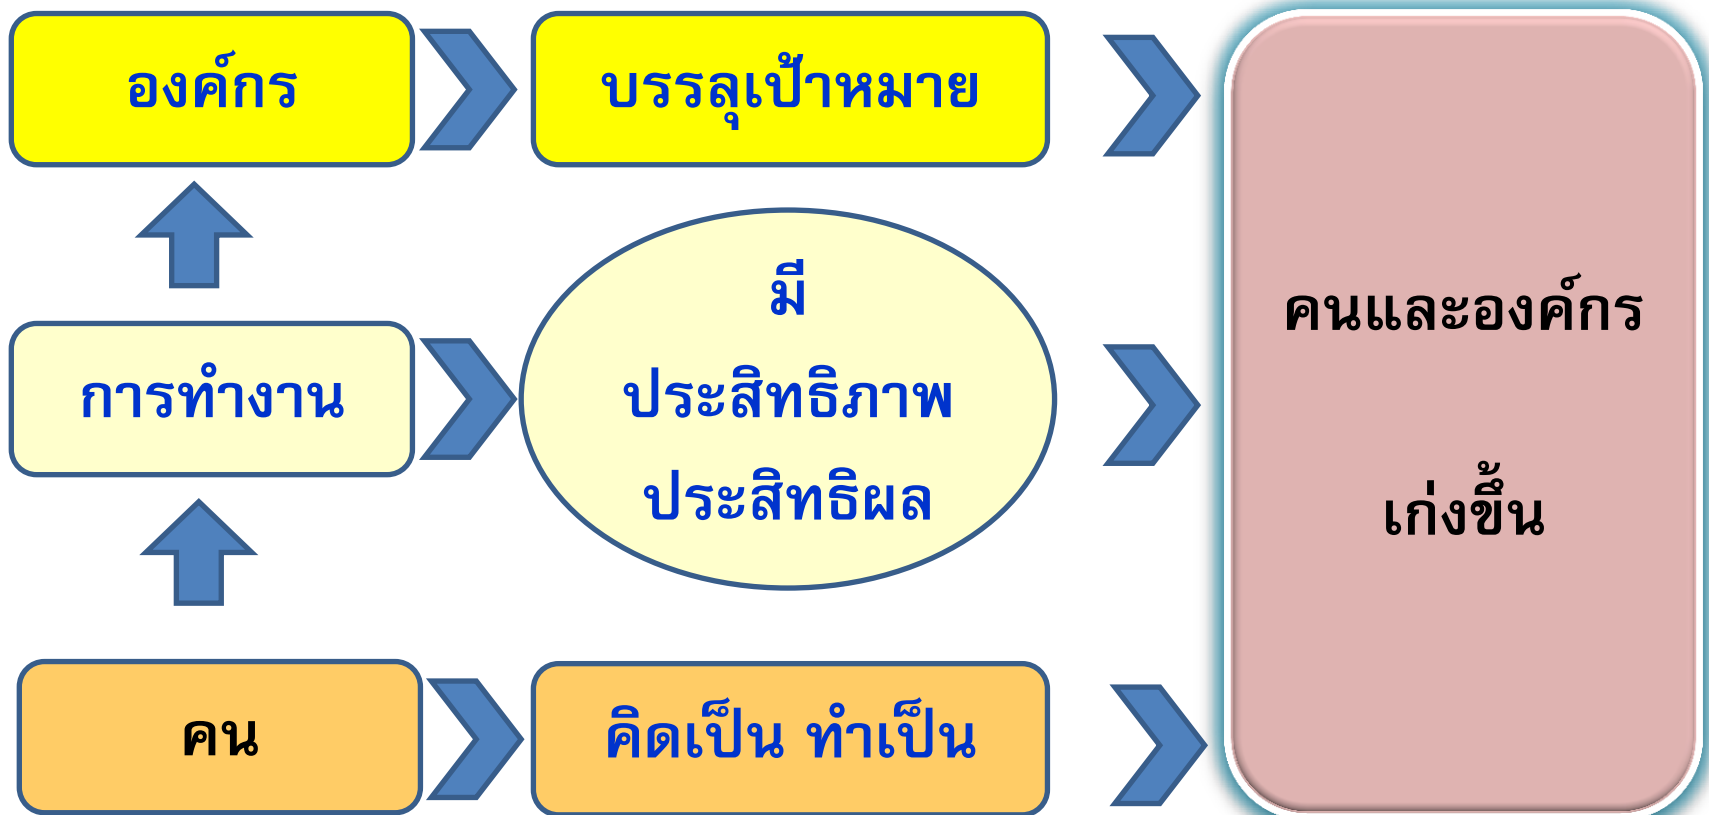 องค์กร
บรรลุเป้าหมาย
มี
ประสิทธิภาพ
ประสิทธิผล
การทำงาน
คน
คิดเป็น ทำเป็น
คนและองค์กร
เก่งขึ้น